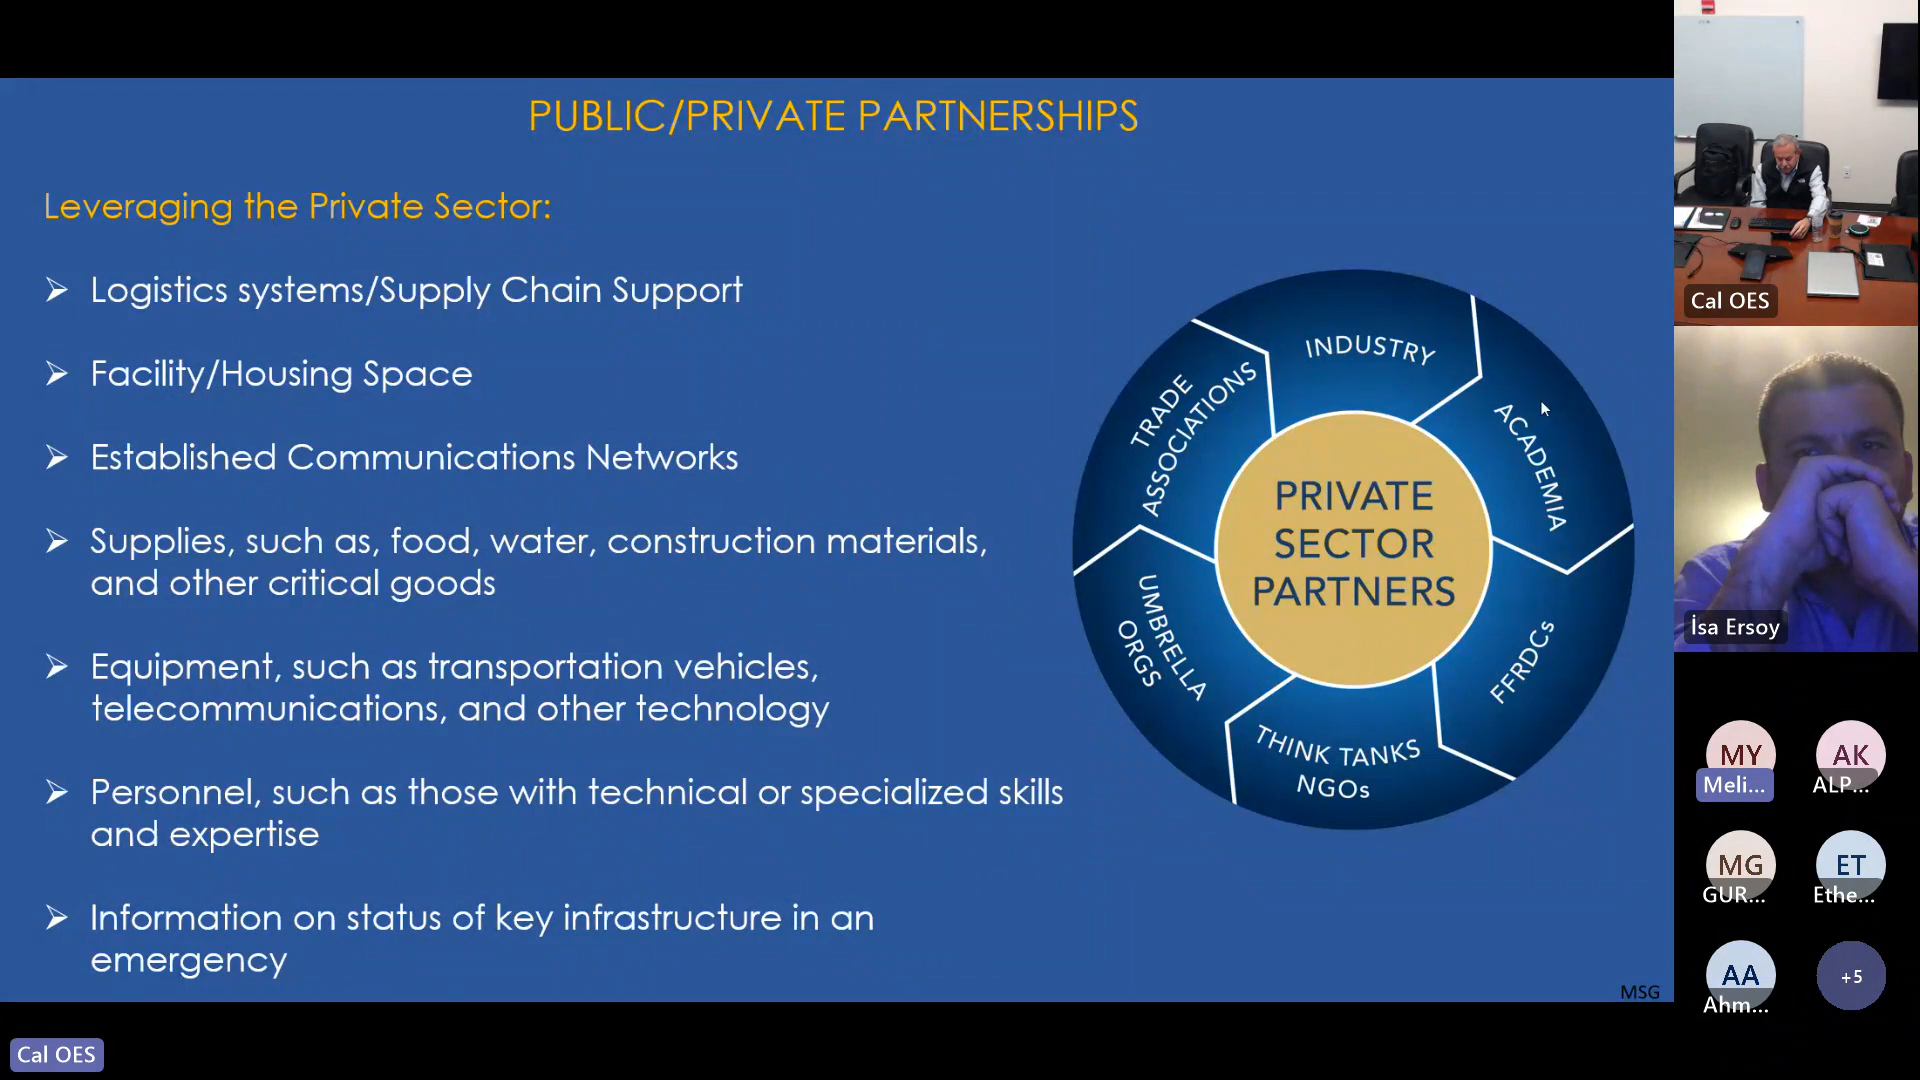 PUBLIC/PRIVATE PARTNERSHIPS
Leveraging the Private Sector:
Logistics systems/Supply Chain Support
Facility/Housing Space
Established Communications Networks
Supplies, such as, food, water, construction materials,
and other critical goods
Equipment, such as transportation vehicles,
telecommunications, and other technology
Personnel, such as those with technical or specialized skills
and expertise
Information on status of key infrastructure in an
emergency
INDUSTRY
ACADEMIA
FFRDCs
THINK TANKS
NGOs
UMBRELLA
ORGS
TRADE
ASSOCIATIONS
PRIVATE
SECTOR
PARTNERS
MSG
Cal OES
Cal OES
İsa Ersoy
MY
Meli...
AK
ALP...
MG
GUR...
ET
Ethe...
AA
Ahm...
+5